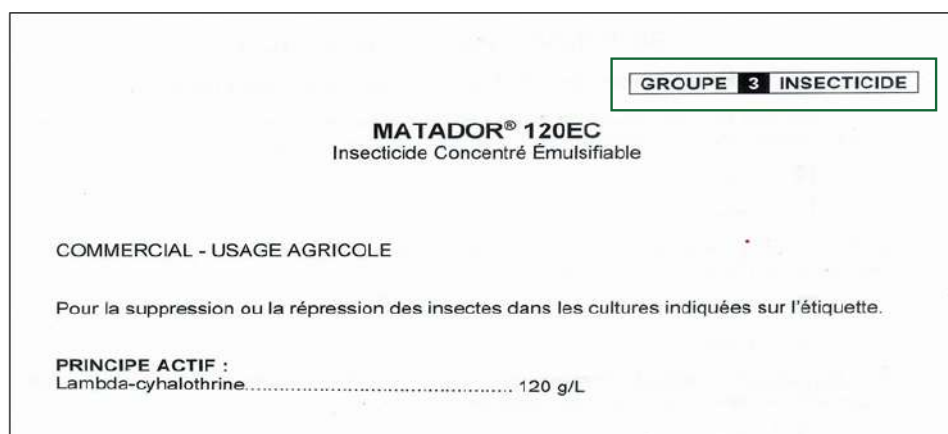 GROUPE 3 INSECTICIDE
MATADOR® 120EC
Insecticide Concentré Émulsifiable
COMMERCIAL - USAGE AGRICOLE
Pour la suppression ou la répression des insectes dans les cultures indiquées sur l'étiquette.
PRINCIPE ACTIF :
Lambda-cyhalothrine.................................................. 120 g/L